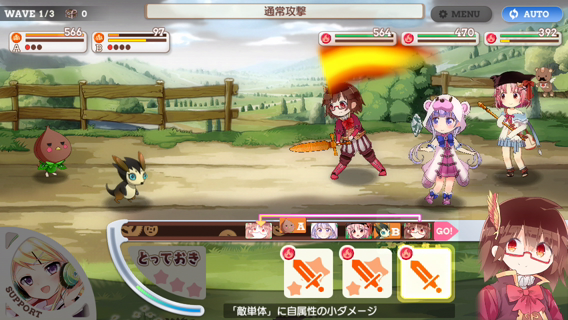 WAVE 1/3
0
通常攻撃
MENU
AUTO
566
97
564
470
392
A
B
A
B
GO!
SUPPORT
とっておき
「敵単体」に自属性の小ダメージ